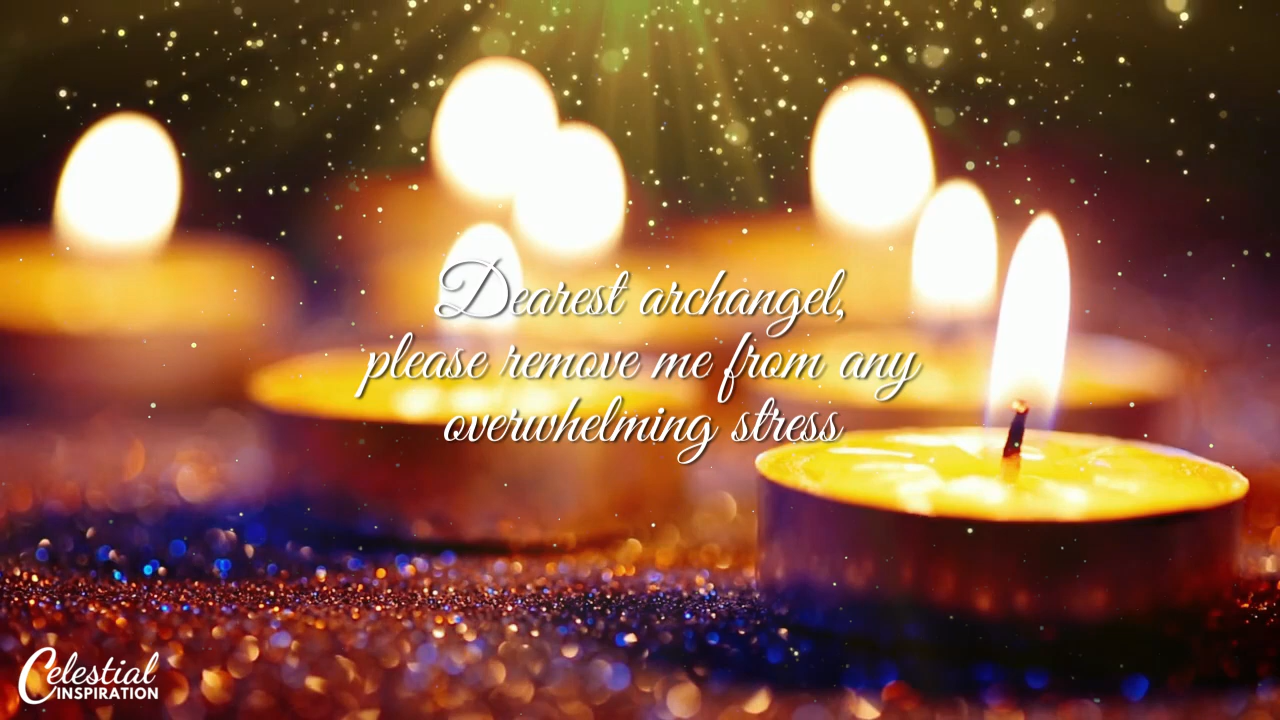 Dearest archangel,
please remove me from any
overwhelming stress
Celestial
INSPIRATION